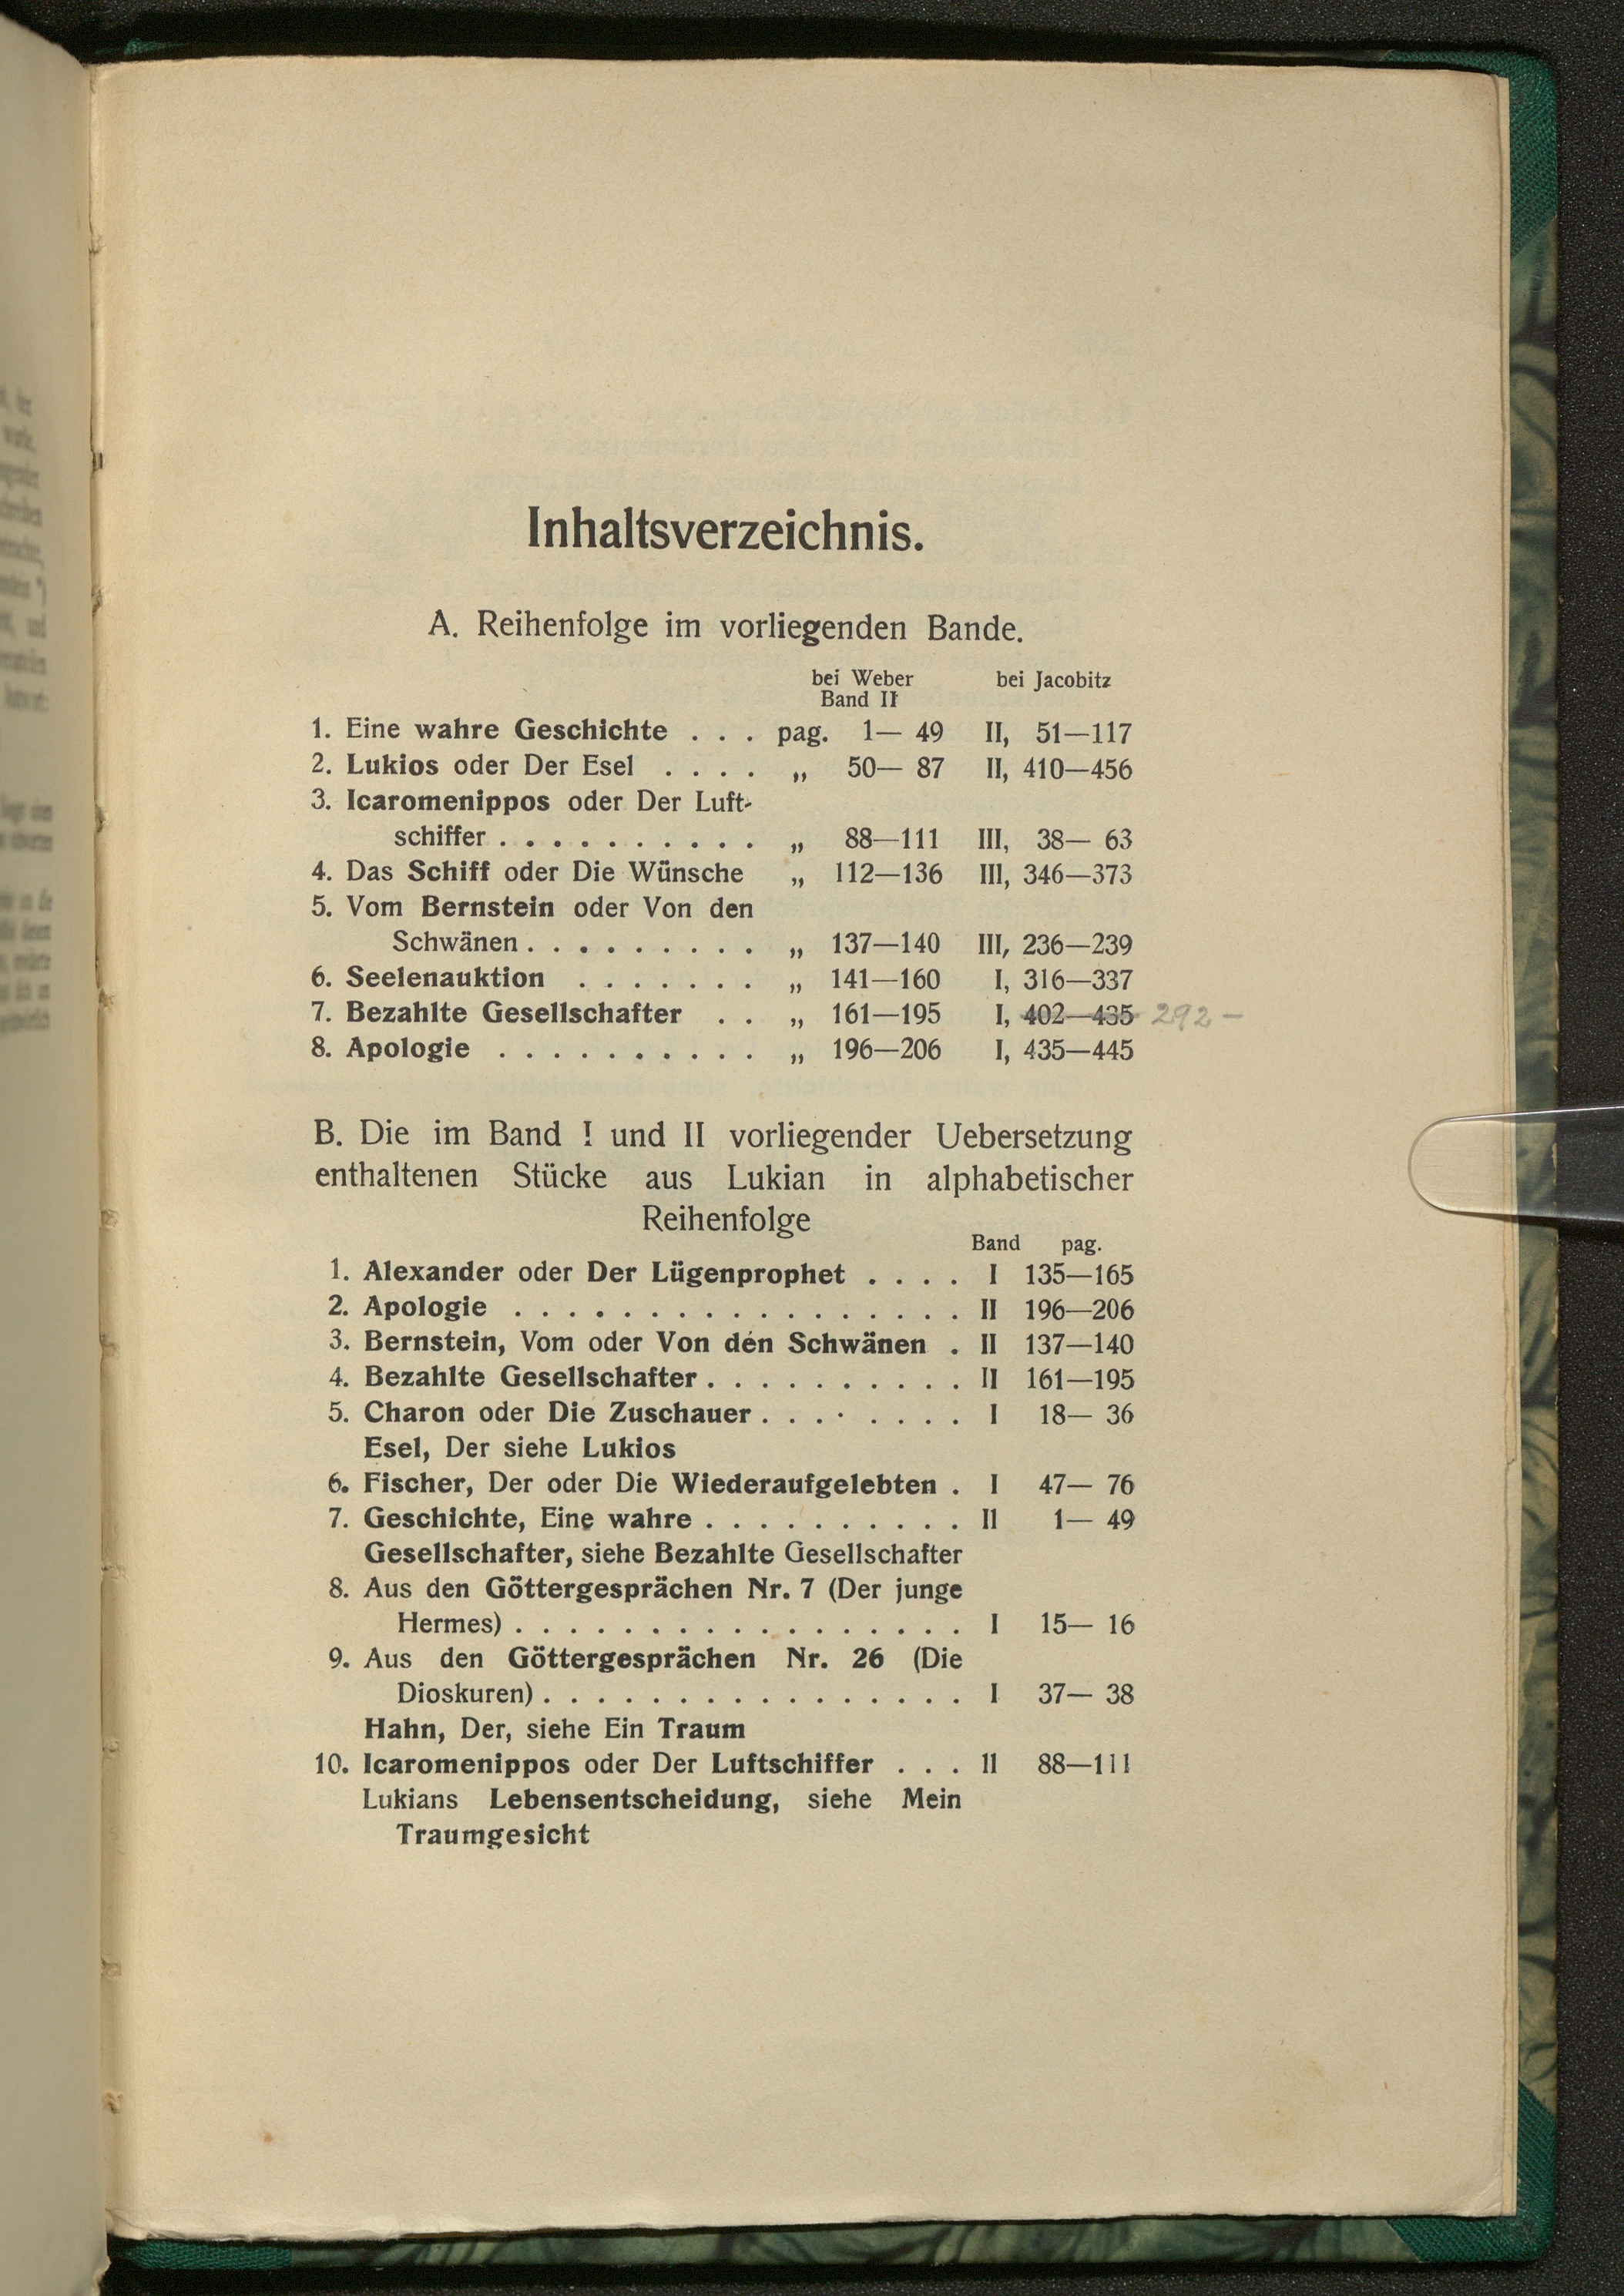 Inhaltsverzeichnis.
A. Reihenfolge im vorliegenden Bande.
bei Weber bei Jacobitz
Band II
1. Eine wahre Geschichte . . . pag. 1— 49 II, 51—117
2. Lukios oder Der Esel . . . . „ 50— 87 II, 410—456
3. Icaromenippos oder Der Luft-
schiffer . . . . . . . . . . „ 88—111 III, 38— 63
4. Das Schiff oder Die Wünsche „ 112—136 III, 346—373
5. Vom Bernstein oder Von den
Schwänen . . . . . . . . . „ 137—140 III, 236—239
6. Seelenauktion . . . . . . . „ 141—160 I, 316—337
7. Bezahlte Gesellschafter . . „ 161—195 I, 402—435 292 —
8. Apologie . . . . . . . . . . „ 196—206 I, 435—445
B. Die im Band I und II vorliegender Uebersetzung
enthaltenen Stücke aus Lukian in alphabetischer
Reihenfolge
Band pag.
1. Alexander oder Der Lügenprophet . . . . I 135—165
2. Apologie . . . . . . . . . . . . . . . . . II 196—206
3. Bernstein, Vom oder Von den Schwänen . II 137—140
4. Bezahlte Gesellschafter . . . . . . . . . . II 161—195
5. Charon oder Die Zuschauer . . . . . . . . I 18— 36
Esel, Der siehe Lukios
6. Fischer, Der oder Die Wiederaufgelebten . I 47— 76
7. Geschichte, Eine wahre . . . . . . . . . . II 1— 49
Gesellschafter, siehe Bezahlte Gesellschafter
8. Aus den Göttergesprächen Nr. 7 (Der junge
Hermes) . . . . . . . . . . . . . . . . . I 15— 16
9. Aus den Göttergesprächen Nr. 26 (Die
Dioskuren) . . . . . . . . . . . . . . . . I 37— 38
Hahn, Der, siehe Ein Traum
10. Icaromenippos oder Der Luftschiffer . . . II 88—111
Lukians Lebensentscheidung, siehe Mein
Traumgesicht